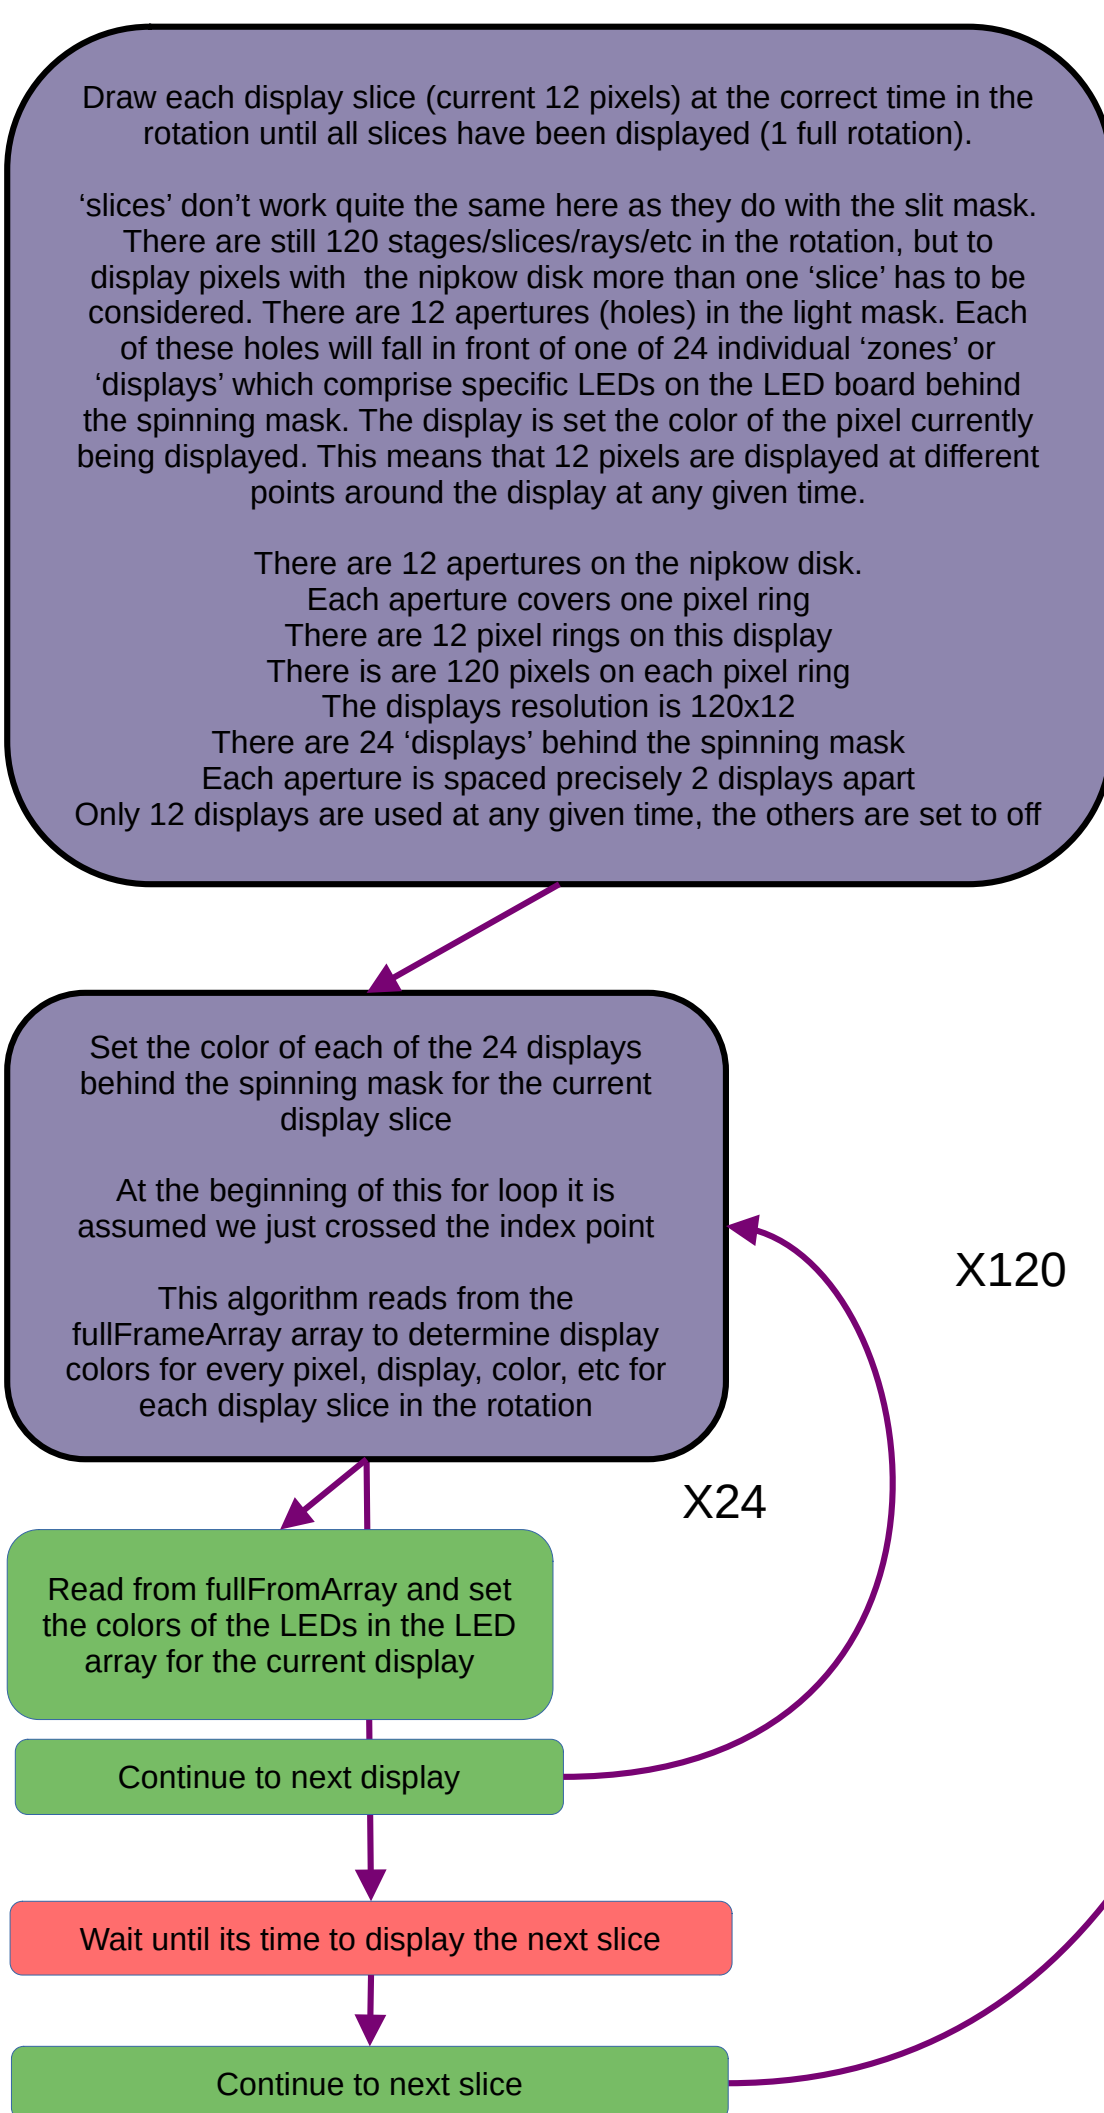 Draw each display slice (current 12 pixels) at the correct time in the
rotation until all slices have been displayed (1 full rotation).
‘slices’ don’t work quite the same here as they do with the slit mask.
There are still 120 stages/slices/rays/etc in the rotation, but to
display pixels with  the nipkow disk more than one ‘slice’ has to be
considered. There are 12 apertures (holes) in the light mask. Each
of these holes will fall in front of one of 24 individual ‘zones’ or
‘displays’ which comprise specific LEDs on the LED board behind
the spinning mask. The display is set the color of the pixel currently
being displayed. This means that 12 pixels are displayed at different
points around the display at any given time.
There are 12 apertures on the nipkow disk.
Each aperture covers one pixel ring
There are 12 pixel rings on this display
There is are 120 pixels on each pixel ring
The displays resolution is 120x12
There are 24 ‘displays’ behind the spinning mask
Each aperture is spaced precisely 2 displays apart
Only 12 displays are used at any given time, the others are set to off
Set the color of each of the 24 displays
behind the spinning mask for the current
display slice
At the beginning of this for loop it is
assumed we just crossed the index point
This algorithm reads from the
fullFrameArray array to determine display
colors for every pixel, display, color, etc for
each display slice in the rotation
X120
X24
Read from fullFromArray and set
the colors of the LEDs in the LED
array for the current display
Continue to next display
Wait until its time to display the next slice
Continue to next slice